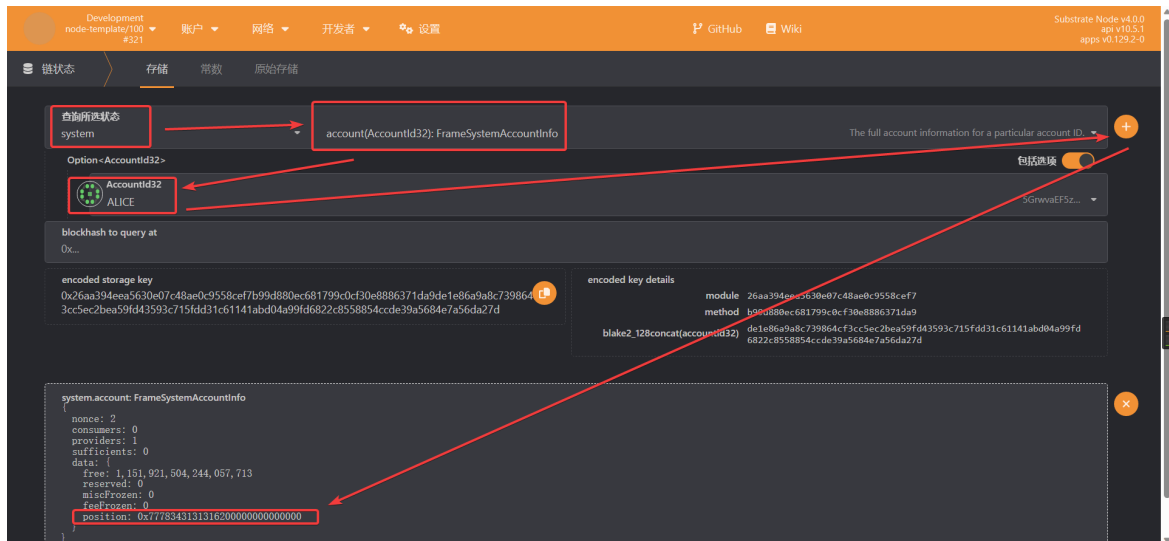 Development
node-template/100
#321
账户
网络
开发者
设置
GitHub
Wiki
Substrate Node v4.0.0
api v10.5.1
apps v0.129.2-0
链状态
存储
常数
原始存储
查询所选状态
system
account(AccountId32): FrameSystemAccountInfo
The full account information for a particular account ID.
Option<AccountId32>
包括选项
AccountId32
ALICE
5GrwvaEF5z...
blockhash to query at
0x...
encoded storage key
0x26aa394eea5630e07c48ae0c9558cef7b99d880ec681799c0cf30e8886371da9de1e86a9a8c739864
3cc5ec2bea59fd43593c715fdd31c61141abd04a99fd6822c8558854ccde39a5684e7a56da27d
encoded key details
module 26aa394eea5630e07c48ae0c9558cef7
method b99d880ec681799c0cf30e8886371da9
blake2_128concat(accountId32) de1e86a9a8c739864cf3cc5ec2bea59fd43593c715fdd31c61141abd04a99fd
6822c8558854ccde39a5684e7a56da27d
system.account: FrameSystemAccountInfo
{
nonce: 2
consumers: 0
providers: 1
sufficients: 0
data: {
free: 1,151,921,504,244,057,713
reserved: 0
miscFrozen: 0
feeFrozen: 0
position: 0x77783431313162000000000000
}
}